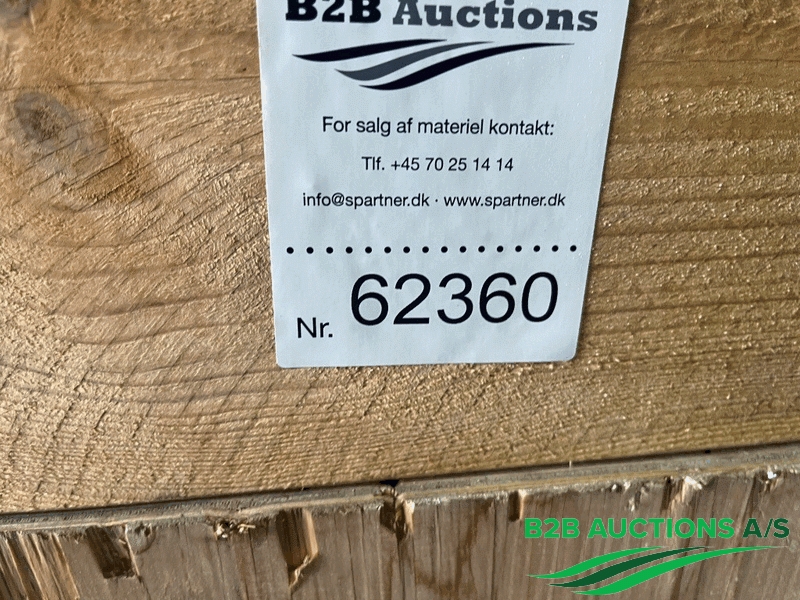 B2B Auctions
For salg af materiel kontakt:
Tlf. +45 70 25 14 14
info@spartner.dk · www.spartner.dk
Nr. 62360
B2B AUCTIONS A/S